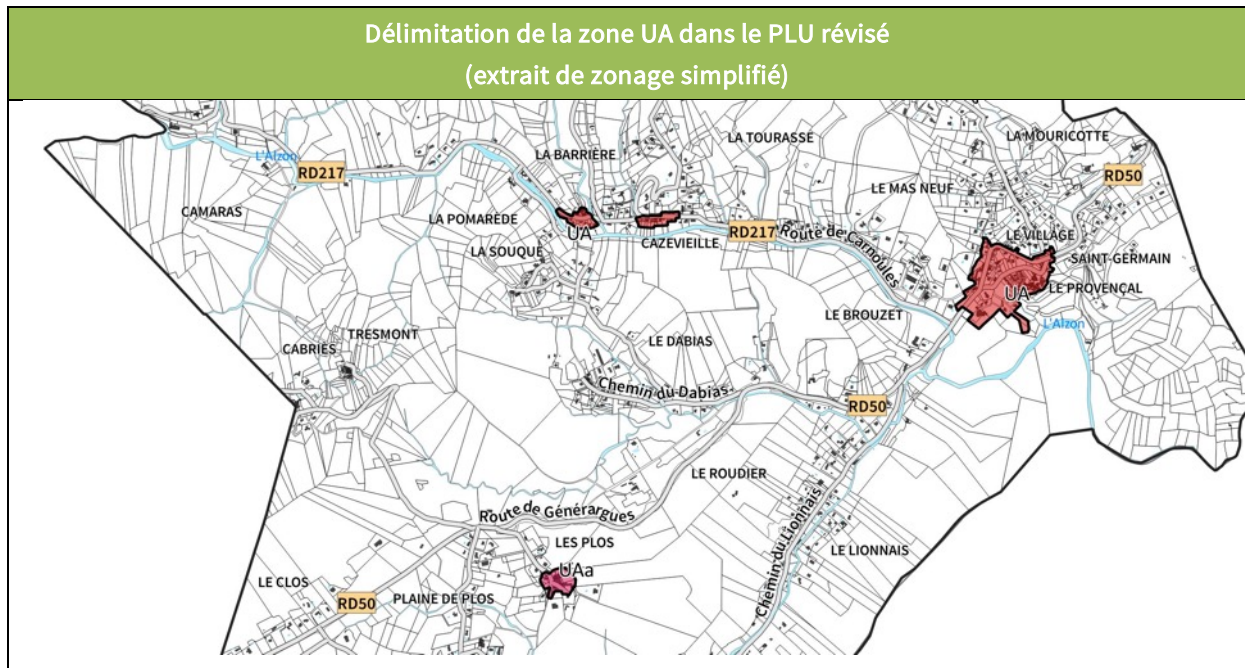 Délimitation de la zone UA dans le PLU révisé
(extrait de zonage simplifié)
LA MOURICOTTE
LA TOURASSE
L'Alzon
LA BARRIÈRE
RD217
RD50
LE MAS NEUF
CAMARAS
LA POMARÈDE
UA
CAZEVIEILLE
RD217
Route de Carnoules
LE VILLAGE
LA SOUQUE
SAINT-GERMAIN
LE PROVENÇAL
UA
LE BROUZET
L'Alzon
TRESMONT
LE DABIAS
CABRIES
Chemin du Dabias
RD50
LE ROUDIER
Route de Générargues
LES PLOS
Chemin du Lionnais
LE LIONNAIS
UAa
LE CLOS
PLAINE DE PLOS
RD50